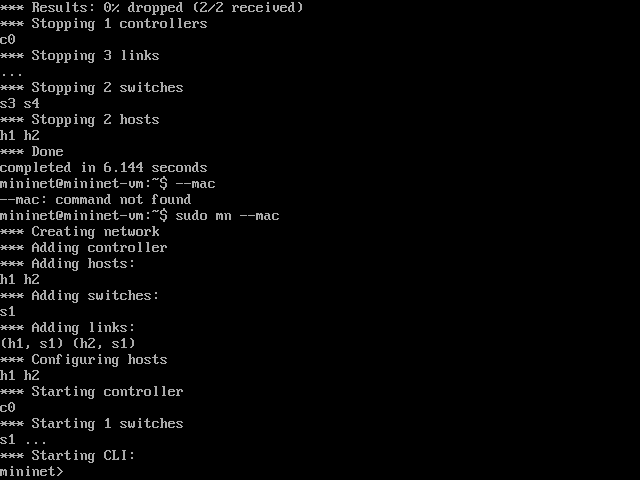 *** Results: 0% dropped (2/2 received)
*** Stopping 1 controllers
c0
*** Stopping 3 links
...
*** Stopping 2 switches
s3 s4
*** Stopping 2 hosts
h1 h2
*** Done
completed in 6.144 seconds
mininet@mininet-vm:~$ --mac
--mac: command not found
mininet@mininet-vm:~$ sudo mn --mac
*** Creating network
*** Adding controller
*** Adding hosts:
h1 h2
*** Adding switches:
s1
*** Adding links:
(h1, s1) (h2, s1)
*** Configuring hosts
h1 h2
*** Starting controller
c0
*** Starting 1 switches
s1 ...
*** Starting CLI:
mininet>